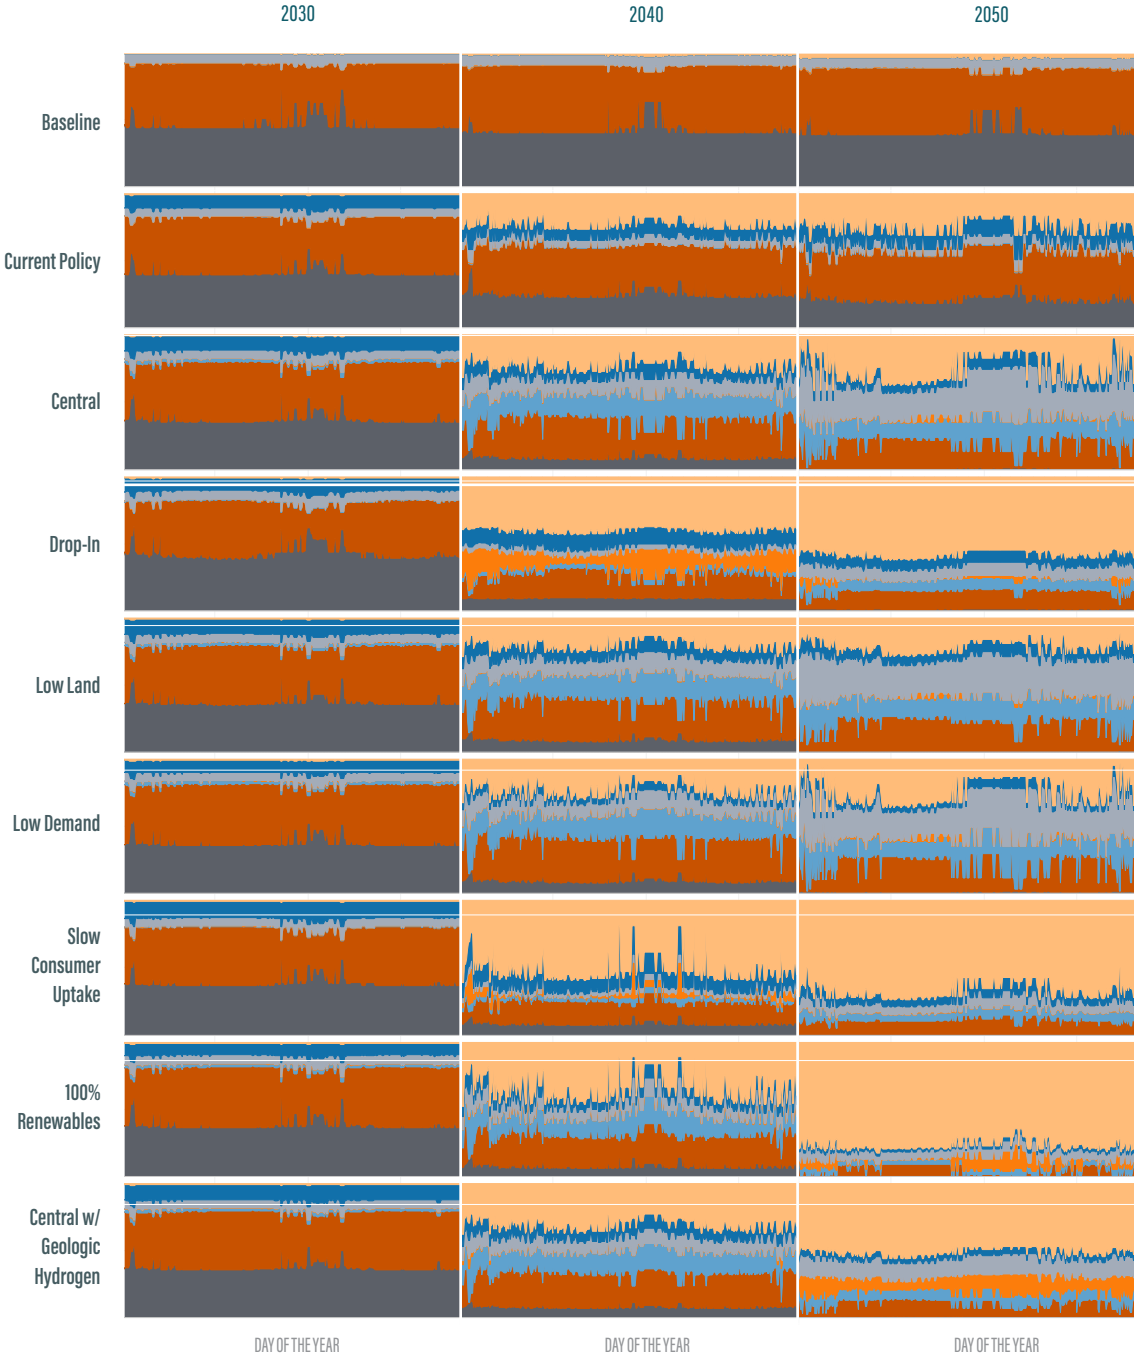 2030
2040
2050
Baseline
Current Policy
Central
Drop-In
Low Land
Low Demand
Slow
Consumer
Uptake
100%
Renewables
Central w/
Geologic
Hydrogen
DAY OF THE YEAR
DAY OF THE YEAR
DAY OF THE YEAR